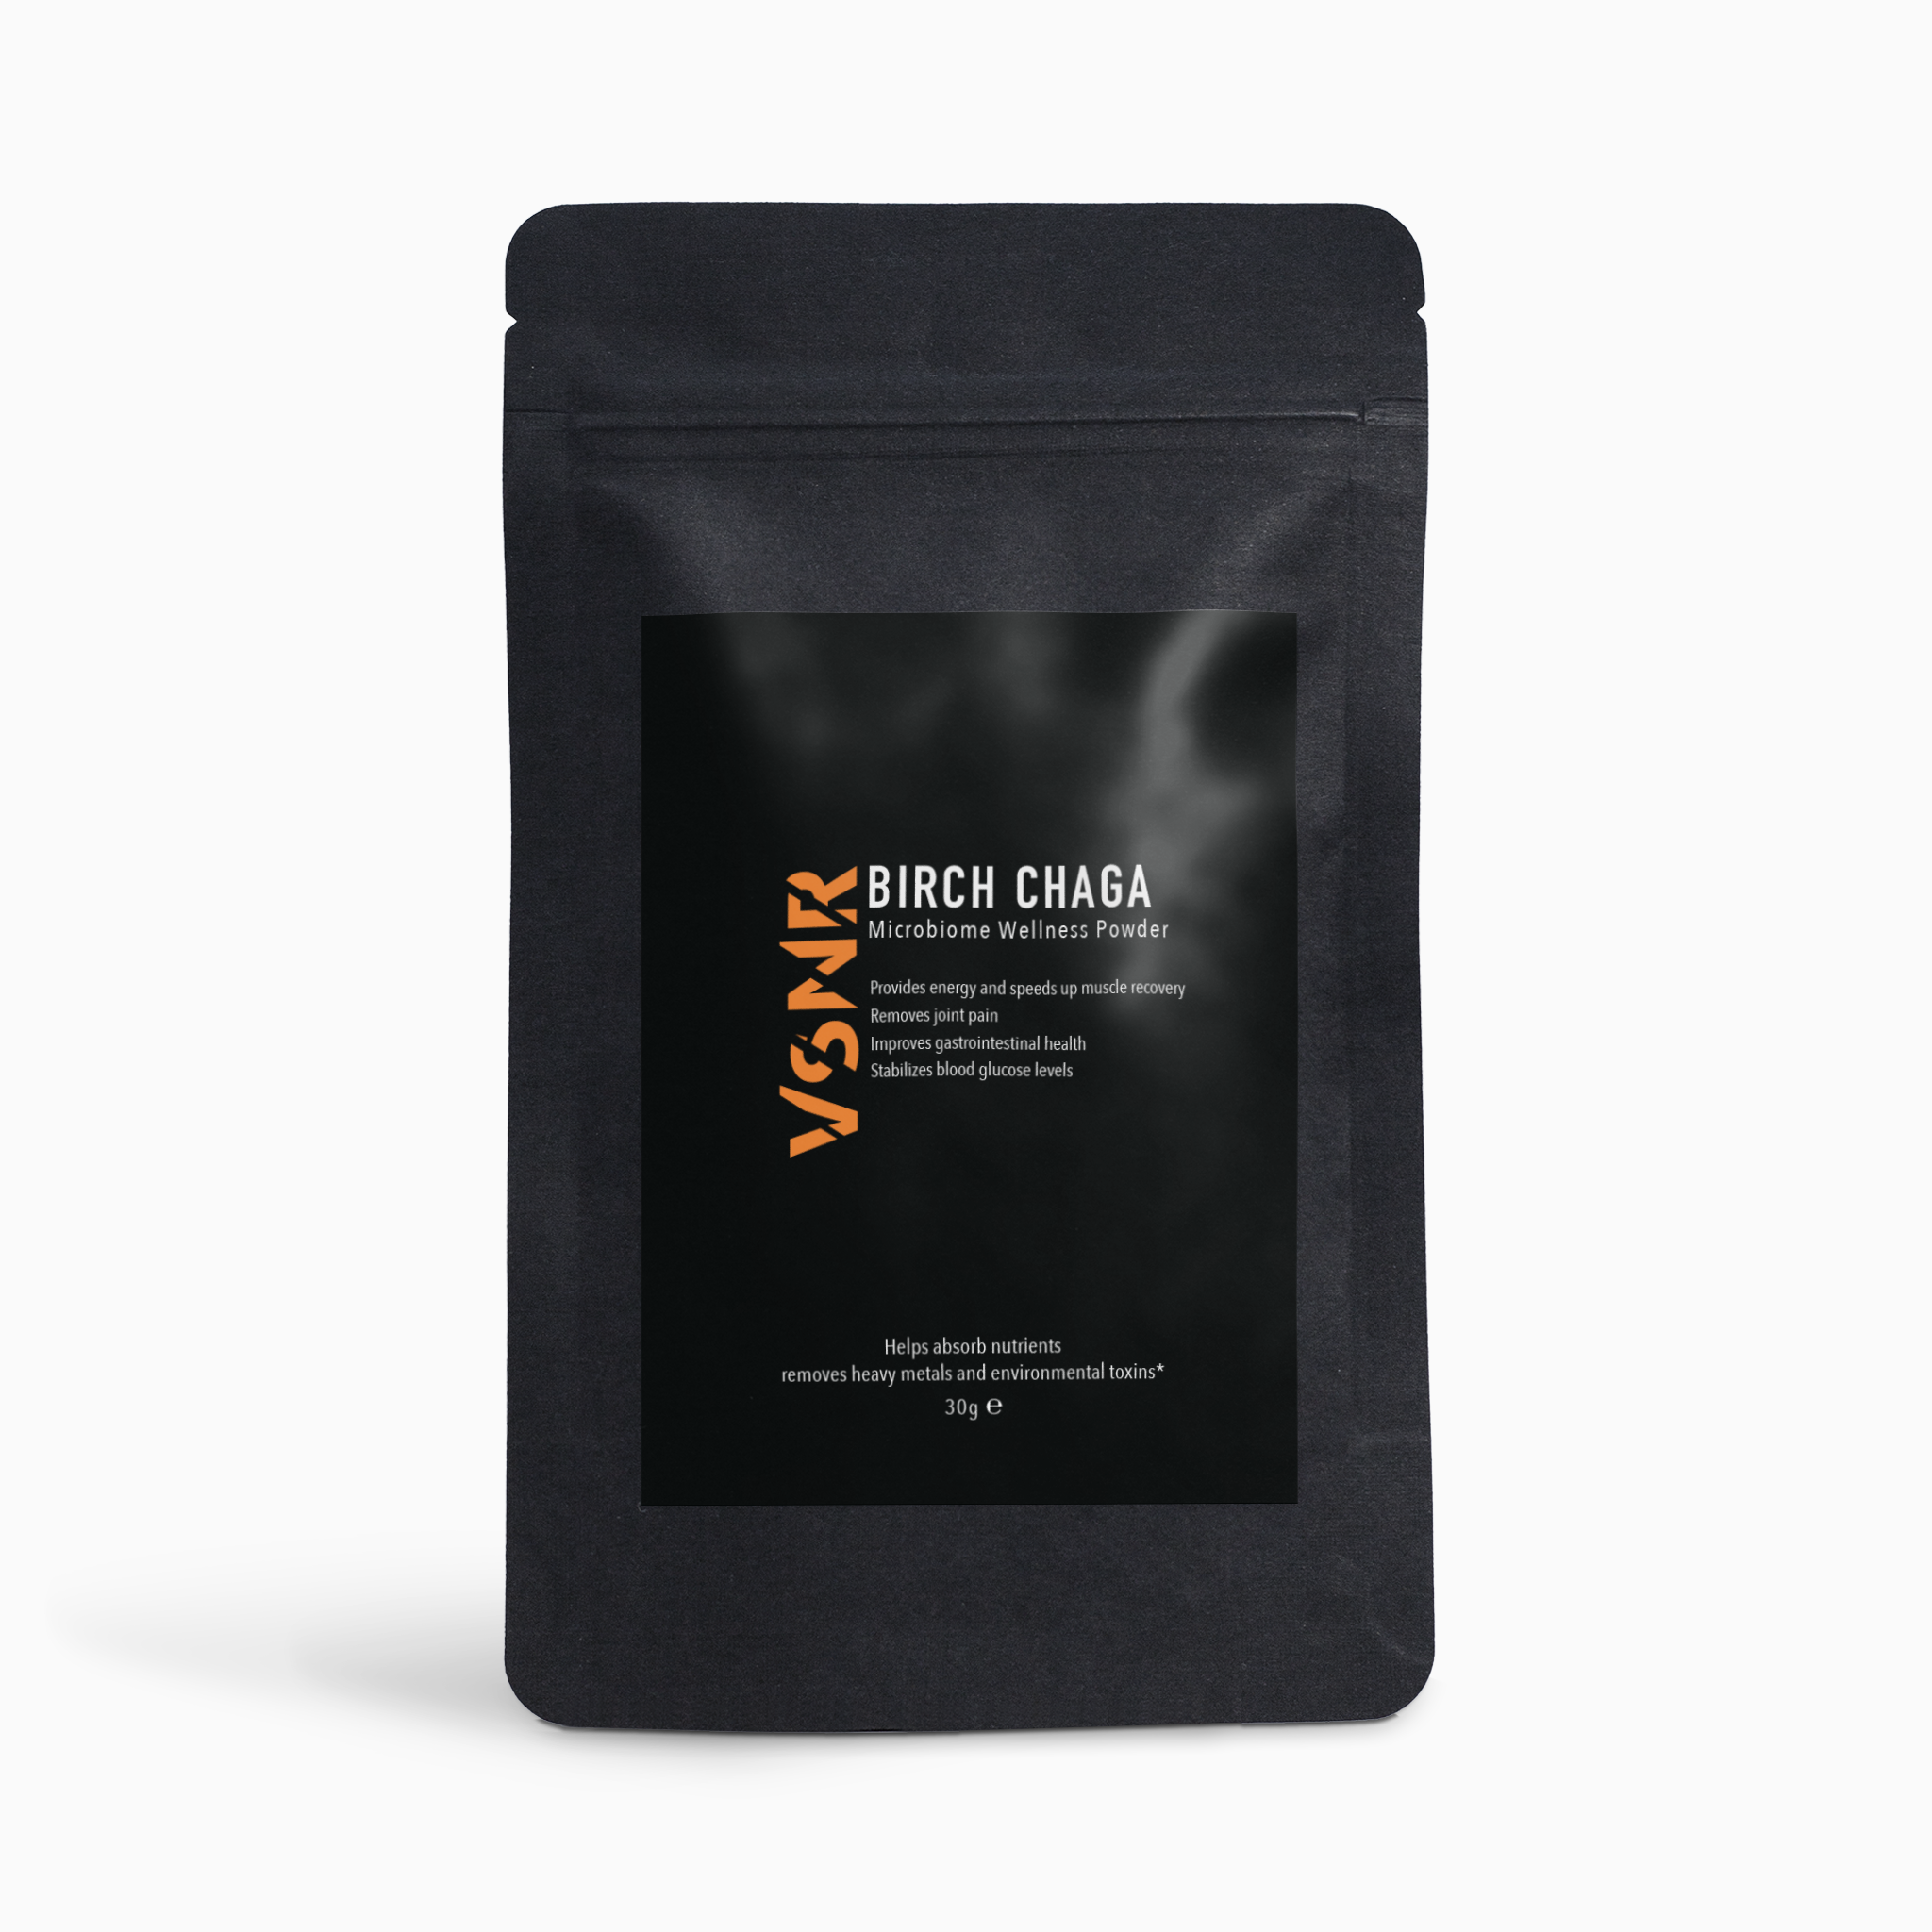 VSNR
BIRCH CHAGA
Microbiome Wellness Powder
Provides energy and speeds up muscle recovery
Removes joint pain
Improves gastrointestinal health
Stabilizes blood glucose levels
Helps absorb nutrients
removes heavy metals and environmental toxins*
30g ℮